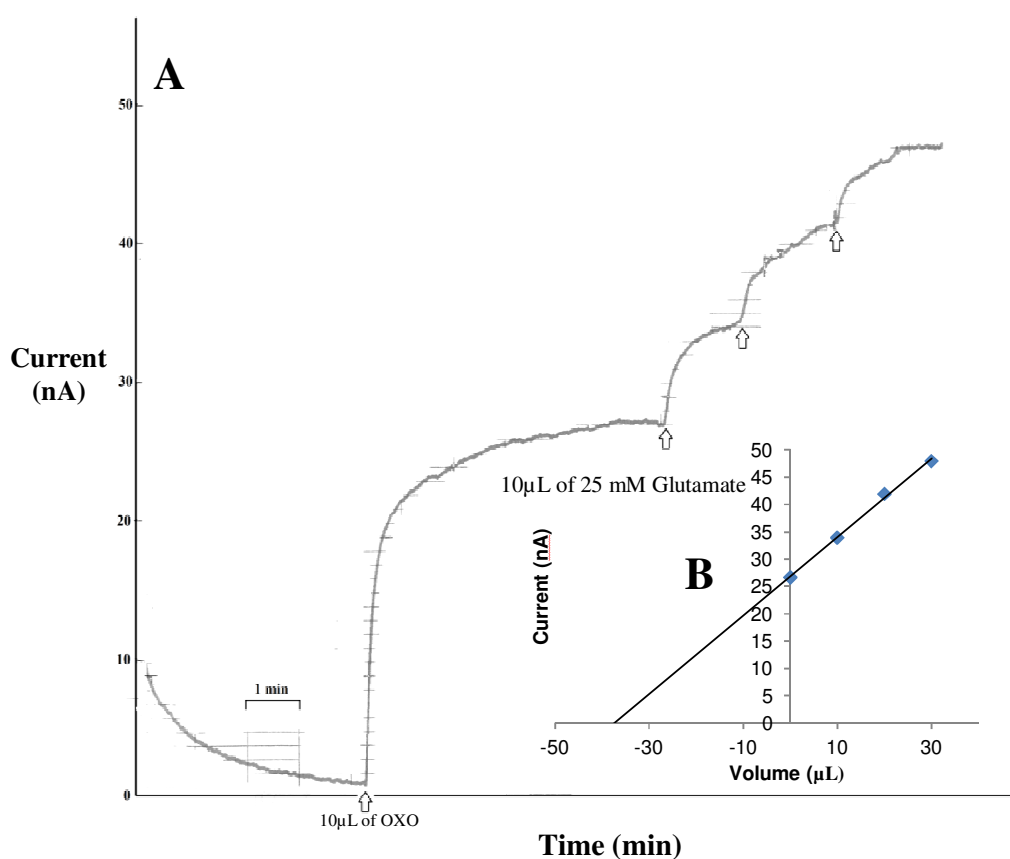 A
50
40
Current
(nA)
30
20
10
0
1 min
10µL of OXO
Time (min)
10µL of 25 mM Glutamate
B
Current (nA)
50
45
40
35
30
25
20
15
10
5
0
-50
-30
-10
10
30
Volume (µL)